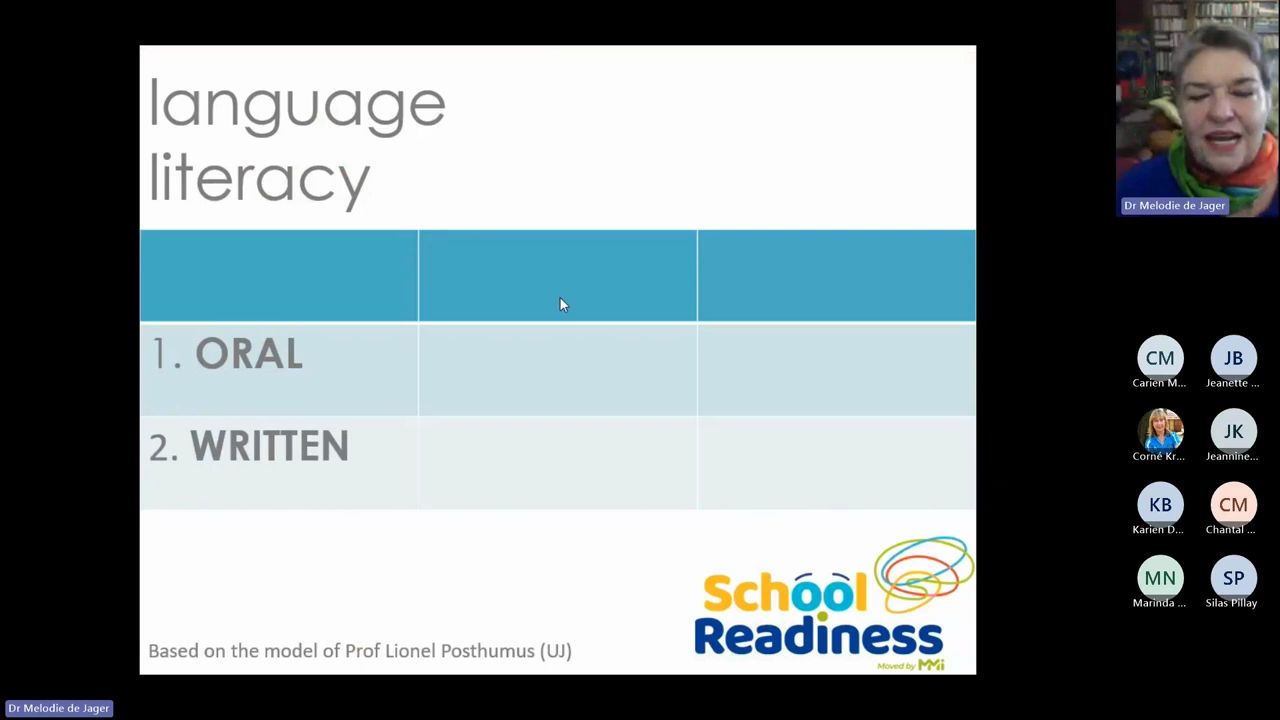 language
literacy
1. ORAL
2. WRITTEN
Based on the model of Prof Lionel Posthumus (UJ)
School
Readiness
Moved by MMi
Dr Melodie de Jager
CM
JB
Carien M...
Jeanette ...
JK
Corné Kr...
Jeannine...
KB
CM
Karien D...
Chantal ...
MN
SP
Marinda ...
Silas Pillay
Dr Melodie de Jager